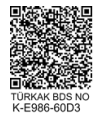 TÜRKAK BDS NO
K-E986-60D3